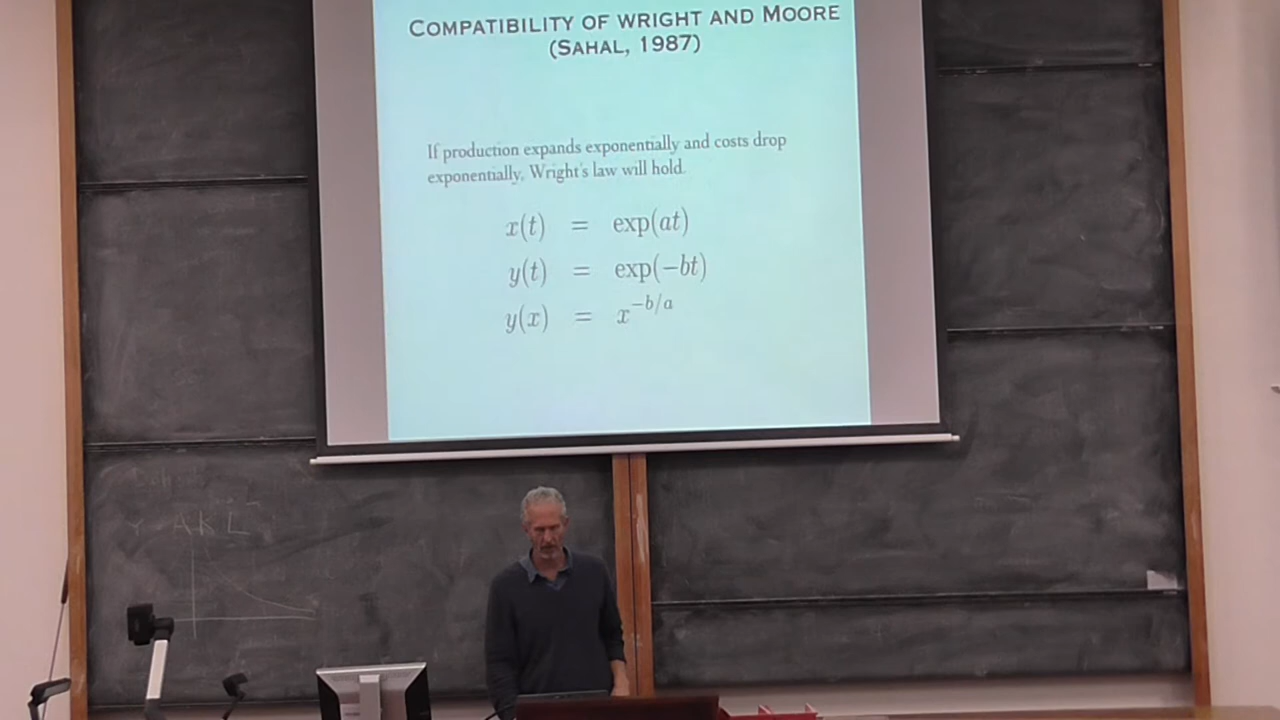 COMPATIBILITY OF WRIGHT AND MOORE
(SAHAL, 1987)
If production expands exponentially and costs drop
exponentially, Wright's law will hold.
x(t) = exp(at)
y(t) = exp(−bt)
y(x) = x^{−b/a}
A K L